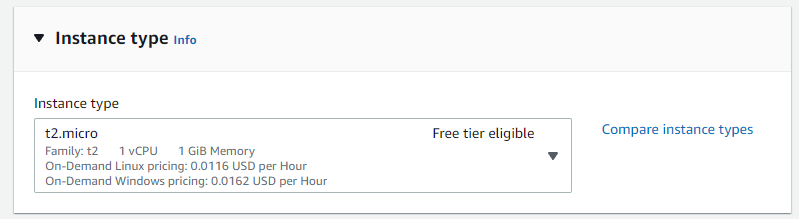 Instance type Info
Instance type
t2.micro Free tier eligible
Family: t2 1 vCPU 1 GiB Memory
On-Demand Linux pricing: 0.0116 USD per Hour
On-Demand Windows pricing: 0.0162 USD per Hour
Compare instance types